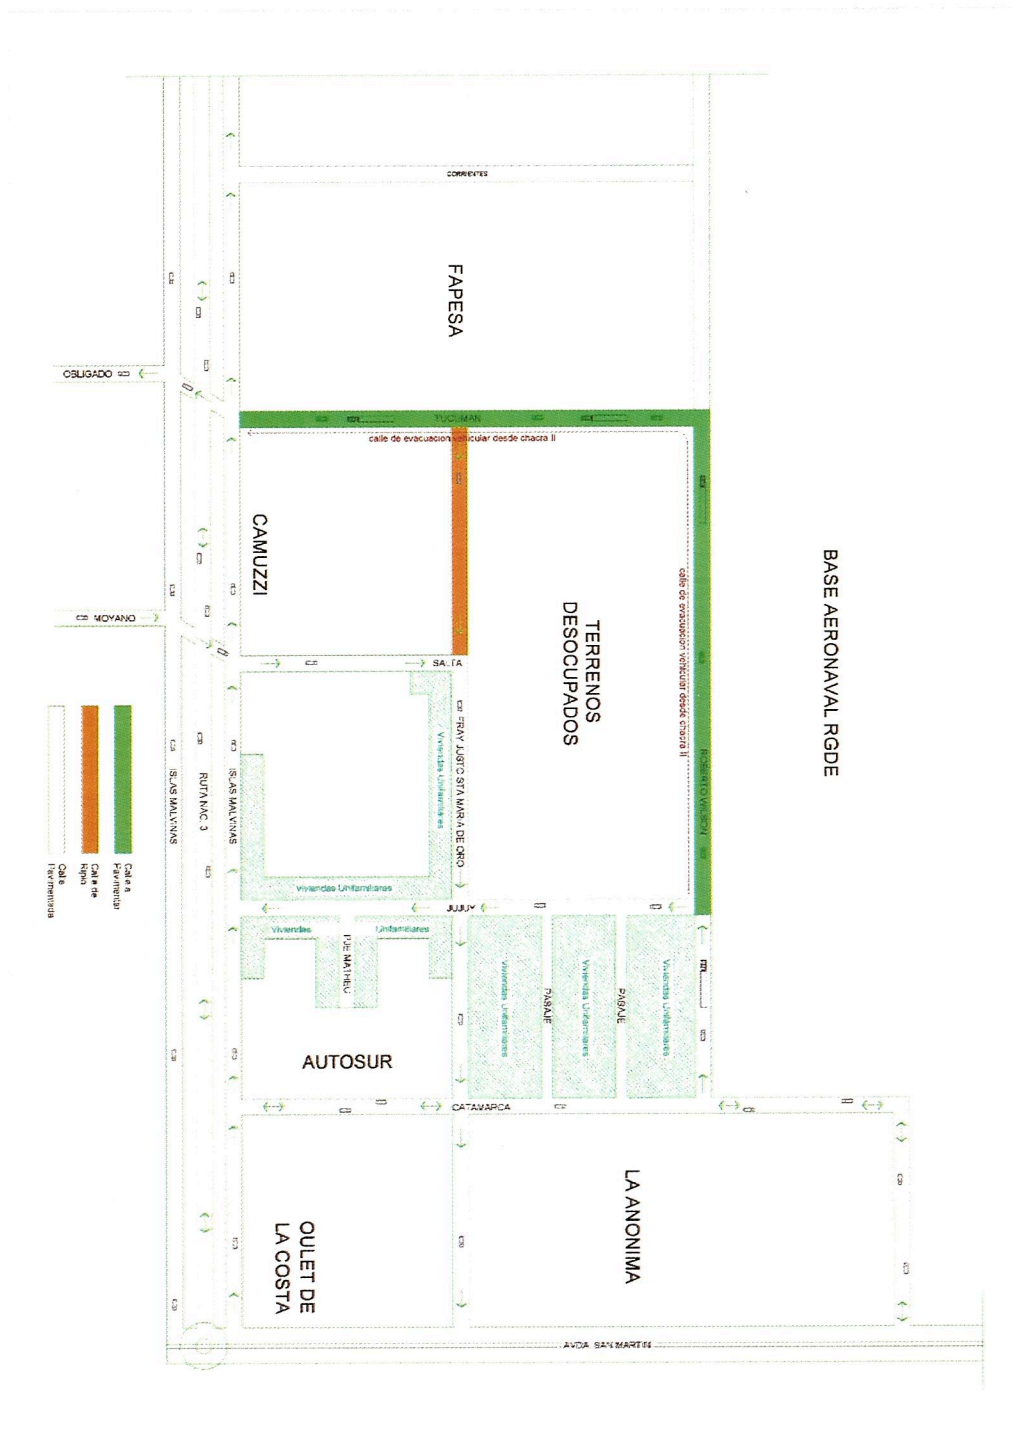 CORRIENTES
FAPESA
OBLIGADO
TUCUMAN
calle de evacuacion vehicular desde chacra II
CAMUZZI
BASE AERONAVAL RGDE
TERRENOS
DESOCUPADOS
calle de evacuacion vehicular desde chacra II
MOYANO
SALTA
ROBERTO WILSON
FRAY JUSTO STA MARIA DE ORO
Viviendas Unifamiliares
ISLAS MALVINAS
RUTA NAC. 3
ISLAS MALVINAS
Calle a
Pavimentar
Calle de
Ripio
Calle
Pavimentada
Viviendas Unifamiliares
JUJUY
Viviendas
Unifamiliares
PJE MATHEO
Viviendas Unifamiliares
Viviendas Unifamiliares
Viviendas Unifamiliares
PASAJE
PASAJE
AUTOSUR
CATAMARCA
LA ANONIMA
OULET DE
LA COSTA
AVDA. SAN MARTIN